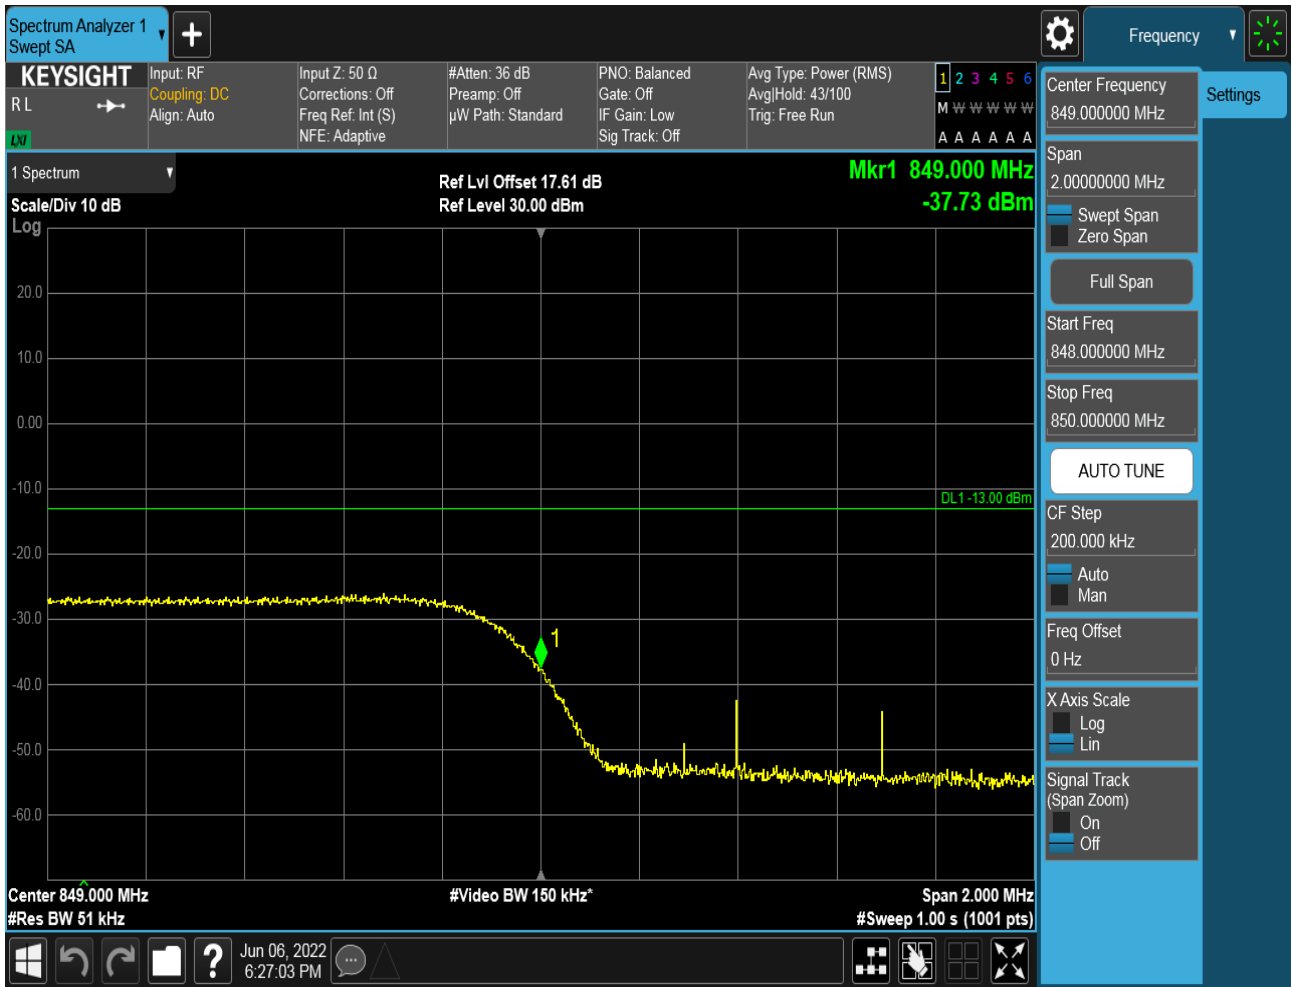 Spectrum Analyzer 1
Swept SA
Frequency
KEYSIGHT
R L
LXI
Input: RF
Coupling: DC
Align: Auto
Input Z: 50 Ω
Corrections: Off
Freq Ref: Int (S)
NFE: Adaptive
#Atten: 36 dB
Preamp: Off
µW Path: Standard
PNO: Balanced
Gate: Off
IF Gain: Low
Sig Track: Off
Avg Type: Power (RMS)
Avg|Hold: 43/100
Trig: Free Run
1 2 3 4 5 6
M W W W W W
A A A A A A
1 Spectrum
Scale/Div 10 dB
Log
Ref Lvl Offset 17.61 dB
Ref Level 30.00 dBm
Mkr1 849.000 MHz
-37.73 dBm
20.0
10.0
0.00
-10.0
DL1 -13.00 dBm
-20.0
-30.0
1
-40.0
-50.0
-60.0
Center 849.000 MHz
#Res BW 51 kHz
#Video BW 150 kHz*
Span 2.000 MHz
#Sweep 1.00 s (1001 pts)
Jun 06, 2022
6:27:03 PM
Center Frequency
849.000000 MHz
Settings
Span
2.00000000 MHz
Swept Span
Zero Span
Full Span
Start Freq
848.000000 MHz
Stop Freq
850.000000 MHz
AUTO TUNE
CF Step
200.000 kHz
Auto
Man
Freq Offset
0 Hz
X Axis Scale
Log
Lin
Signal Track
(Span Zoom)
On
Off